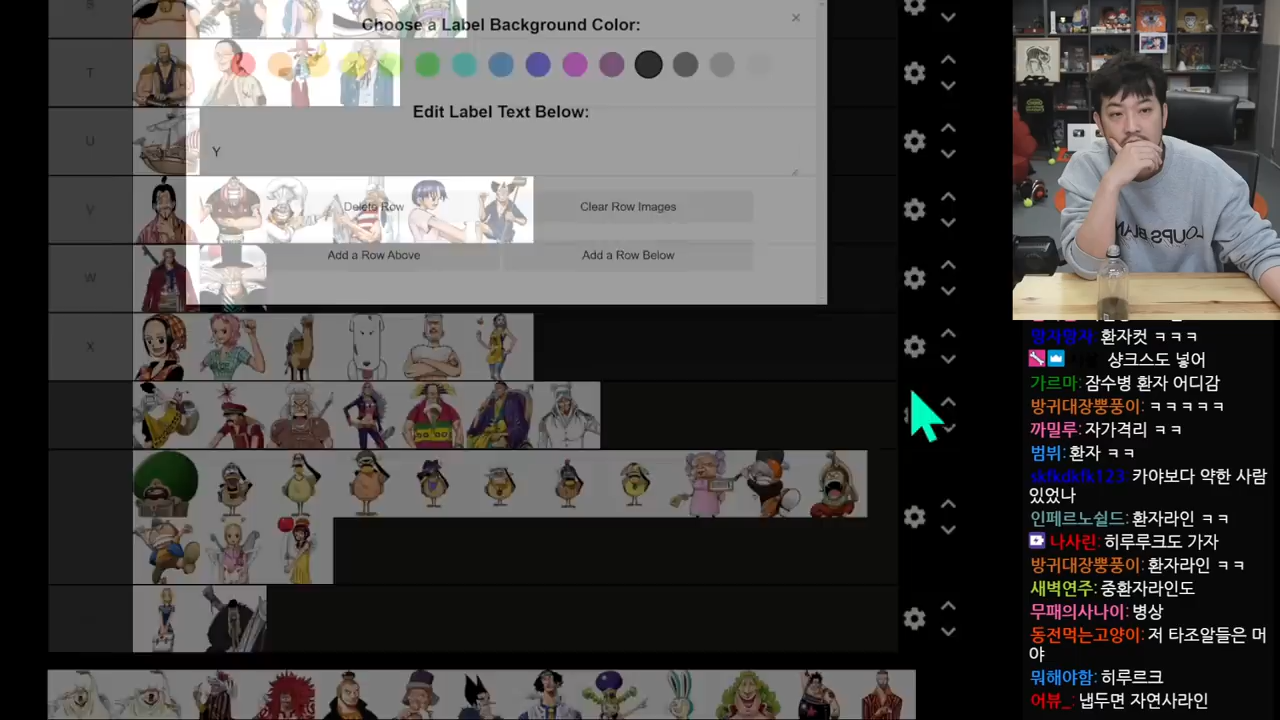 S
Choose a Label Background Color:
×
T
Edit Label Text Below:
U
Y
V
Delete Row
Clear Row Images
W
Add a Row Above
Add a Row Below
X
환자컷 ㅋㅋㅋ
샹크스도 넣어
가르마: 잠수병 환자 어디감
방귀대장뿡풍이: ㅋㅋㅋㅋㅋ
까밀루: 자가격리 ㅋㅋ
범뷔: 환자 ㅋㅋ
skfkdkfk123: 카야보다 약한 사람
있었나
인페르노쉴드: 환자라인 ㅋㅋ
나사린: 히루루크도 가자
방귀대장뿡풍이: 환자라인 ㅋㅋ
새벽연주: 중환자라인도
무패의사나이: 병상
동전먹는고양이: 저 타조알들은 머
야
뭐해야함: 히루르크
어뷰_: 냅두면 자연사라인